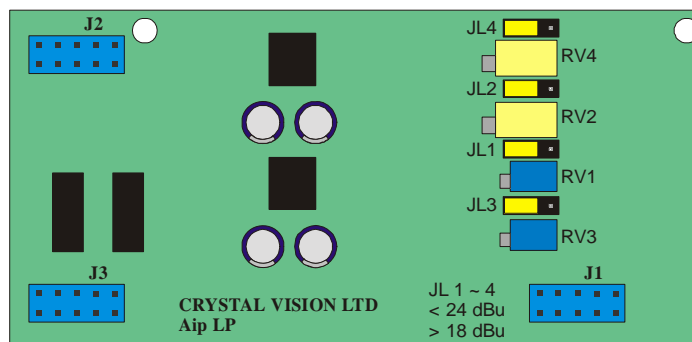 J2
JL4
RV4
JL2
RV2
JL1
RV1
JL3
RV3
J3
J1
CRYSTAL VISION LTD
Aip LP
JL 1 ~ 4
< 24 dBu
> 18 dBu